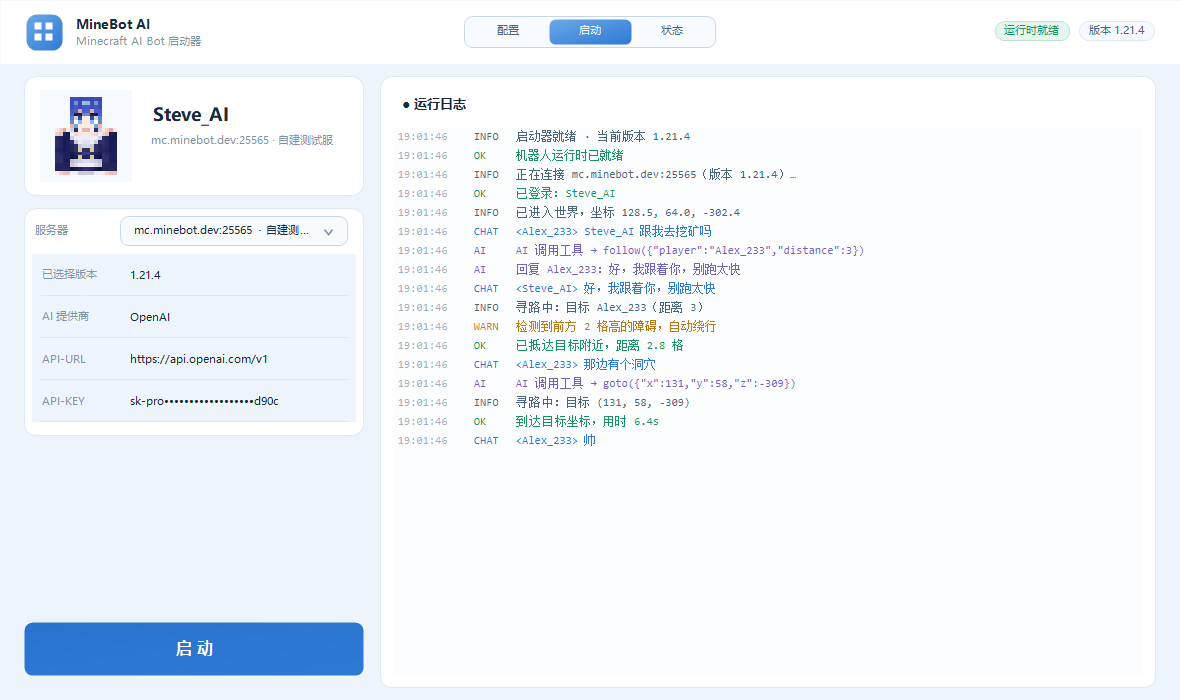 MineBot AI
Minecraft AI Bot 启动器
配置
启动
状态
运行时就绪
版本 1.21.4
Steve_AI
mc.minebot.dev:25565 · 自建测试服
服务器
mc.minebot.dev:25565 · 自建测...
已选择版本 1.21.4
AI 提供商 OpenAI
API-URL https://api.openai.com/v1
API-KEY sk-pro••••••••••••••••••d90c
启 动
● 运行日志
19:01:46 INFO 启动器就绪 · 当前版本 1.21.4
19:01:46 OK 机器人运行时已就绪
19:01:46 INFO 正在连接 mc.minebot.dev:25565（版本 1.21.4）…
19:01:46 OK 已登录: Steve_AI
19:01:46 INFO 已进入世界，坐标 128.5, 64.0, -302.4
19:01:46 CHAT <Alex_233> Steve_AI 跟我去挖矿吗
19:01:46 AI AI 调用工具 → follow({"player":"Alex_233","distance":3})
19:01:46 AI 回复 Alex_233: 好，我跟着你，别跑太快
19:01:46 CHAT <Steve_AI> 好，我跟着你，别跑太快
19:01:46 INFO 寻路中: 目标 Alex_233（距离 3）
19:01:46 WARN 检测到前方 2 格高的障碍，自动绕行
19:01:46 OK 已抵达目标附近，距离 2.8 格
19:01:46 CHAT <Alex_233> 那边有个洞穴
19:01:46 AI AI 调用工具 → goto({"x":131,"y":58,"z":-309})
19:01:46 INFO 寻路中: 目标 (131, 58, -309)
19:01:46 OK 到达目标坐标，用时 6.4s
19:01:46 CHAT <Alex_233> 帅